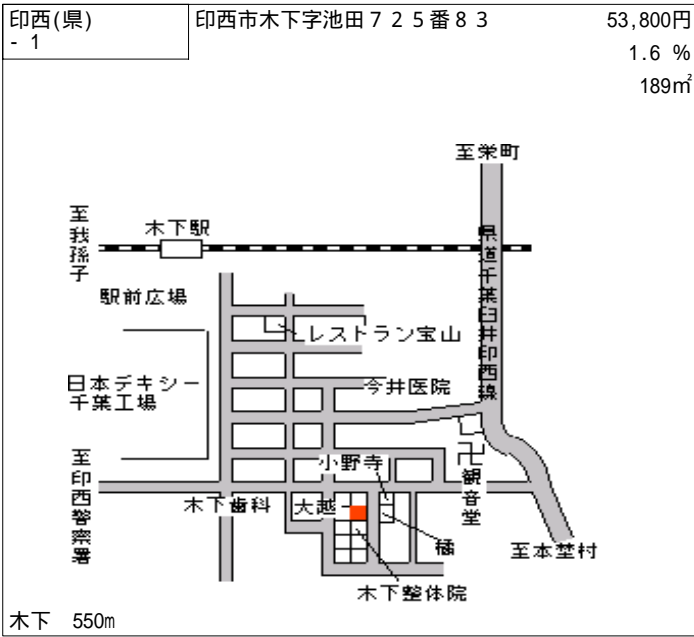 印西(県)
- 1
印西市木下字池田７２５番８３
53,800円
1.6 %
189㎡
至栄町
至我孫子
木下駅
県道千葉臼井印西線
駅前広場
レストラン宝山
日本デキシー
千葉工場
今井医院
至印西警察署
小野寺
観音堂
木下歯科
大越
橘
至本埜村
木下整体院
木下 550m